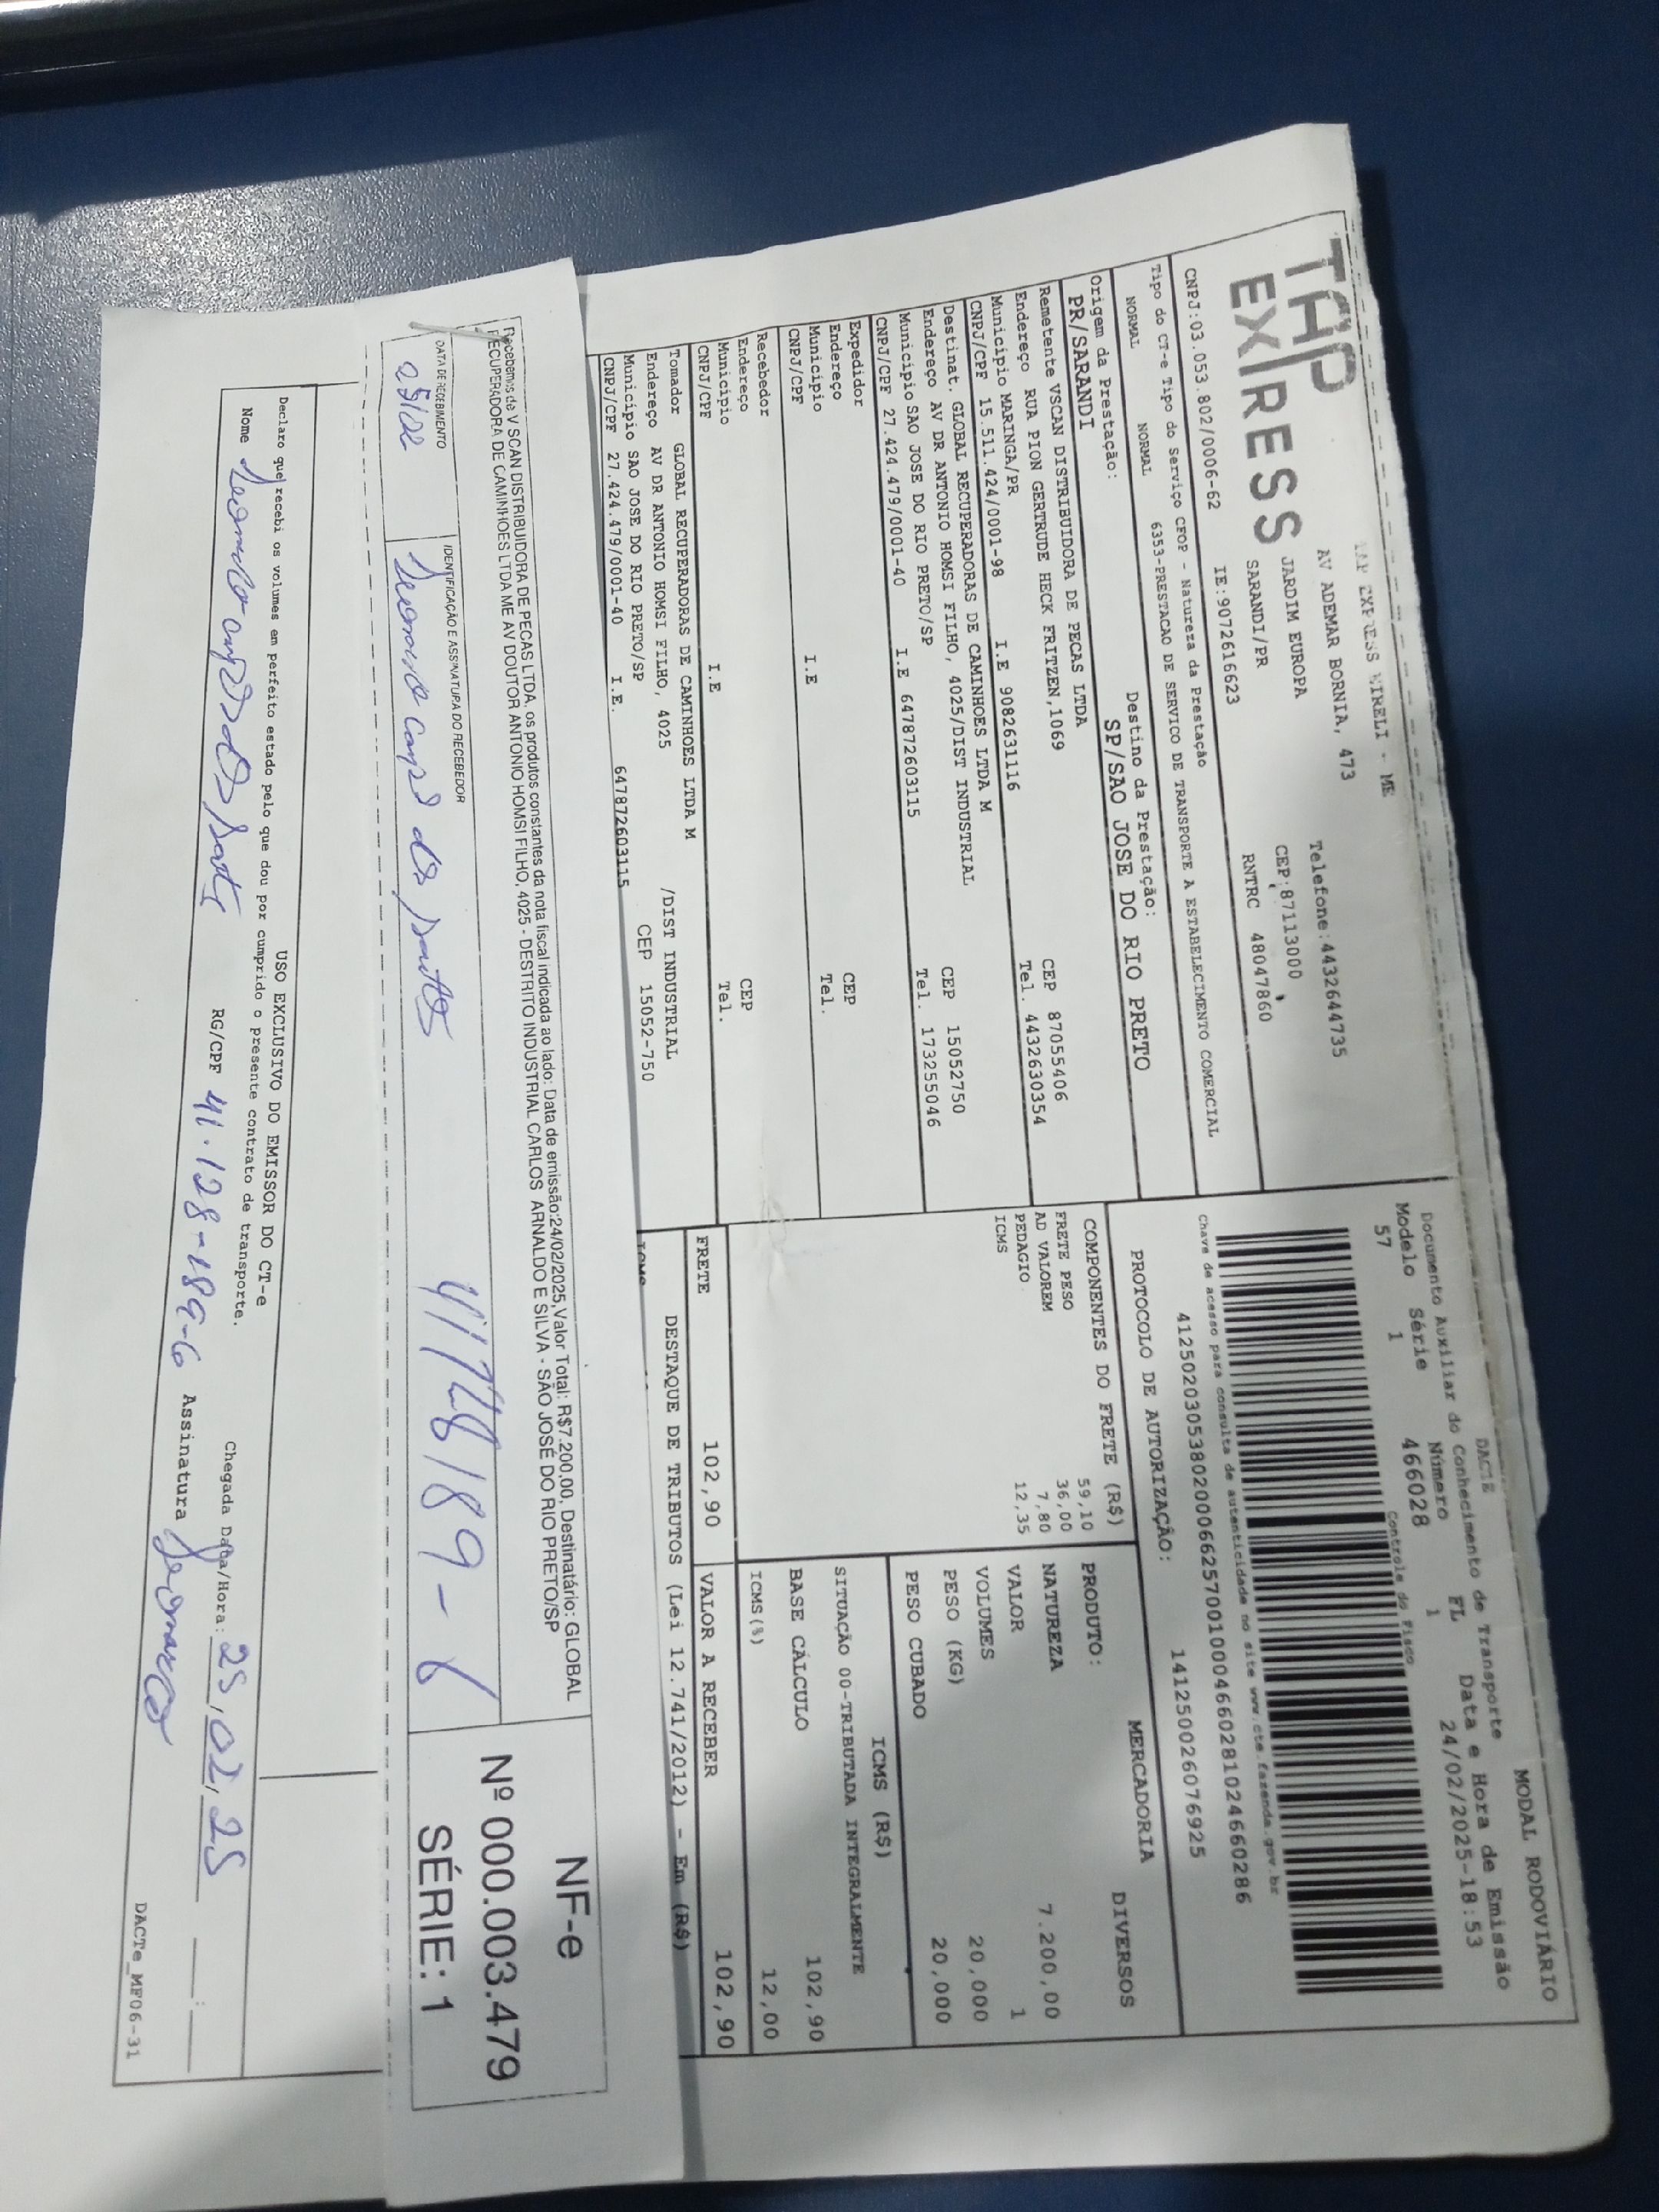 TAP EXPRESS EIRELI - ME
TAP
EXPRESS
AV ADEMAR BORNIA, 473
Telefone:4432644735
JARDIM EUROPA
CEP:87113000
SARANDI/PR
RNTRC 48047860
CNPJ:03.053.802/0006-62 IE:9072616623
MODAL RODOVIÁRIO
DACTE
Documento Auxiliar do Conhecimento de Transporte
Modelo Série Número FL Data e Hora de Emissão
57 1 466028 1 24/02/2025-18:53
Controle do Fisco
Chave de acesso para consulta de autenticidade no site www.cte.fazenda.gov.br
41250203053802000662570010004660281024660286
PROTOCOLO DE AUTORIZAÇÃO: 141250026076925
Tipo do CT-e Tipo do Serviço CFOP - Natureza da Prestação
NORMAL NORMAL 6353-PRESTACAO DE SERVICO DE TRANSPORTE A ESTABELECIMENTO COMERCIAL
Origem da Prestação: Destino da Prestação:
PR/SARANDI SP/SAO JOSE DO RIO PRETO
Remetente VSCAN DISTRIBUIDORA DE PECAS LTDA
Endereço RUA PION GERTRUDE HECK FRITZEN,1069 CEP 87055406
Município MARINGA/PR Tel. 4432630354
CNPJ/CPF 15.511.424/0001-98 I.E 9082631116
Destinat. GLOBAL RECUPERADORAS DE CAMINHOES LTDA M
Endereço AV DR ANTONIO HOMSI FILHO, 4025/DIST INDUSTRIAL CEP 15052750
Município SAO JOSE DO RIO PRETO/SP Tel. 173255046
CNPJ/CPF 27.424.479/0001-40 I.E 647872603115
Expedidor
Endereço CEP
Município Tel.
CNPJ/CPF I.E
Recebedor
Endereço CEP
Município Tel.
CNPJ/CPF I.E
Tomador GLOBAL RECUPERADORAS DE CAMINHOES LTDA M
Endereço AV DR ANTONIO HOMSI FILHO, 4025 /DIST INDUSTRIAL
Município SAO JOSE DO RIO PRETO/SP CEP 15052-750
CNPJ/CPF 27.424.479/0001-40 I.E. 647872603115
COMPONENTES DO FRETE (R$)
FRETE PESO 59,10
AD VALOREM 36,00
PEDAGIO 7,80
ICMS 12,35
MERCADORIA
PRODUTO: DIVERSOS
NATUREZA
VALOR 7.200,00
VOLUMES 1
PESO (KG) 20,000
PESO CUBADO 20,000
ICMS (R$)
SITUAÇÃO 00-TRIBUTADA INTEGRALMENTE
BASE CÁLCULO 102,90
ICMS(%) 12,00
FRETE 102,90 VALOR A RECEBER 102,90
DESTAQUE DE TRIBUTOS (Lei 12.741/2012) - Em (R$)
Recebemos de V SCAN DISTRIBUIDORA DE PECAS LTDA, os produtos constantes da nota fiscal indicada ao lado: Data de emissão:24/02/2025,Valor Total: R$7.200,00, Destinatário: GLOBAL
RECUPERADORA DE CAMINHOES LTDA ME AV DOUTOR ANTONIO HOMSI FILHO, 4025 - DESTRITO INDUSTRIAL CARLOS ARNALDO E SILVA - SÃO JOSÉ DO RIO PRETO/SP
DATA DE RECEBIMENTO IDENTIFICAÇÃO E ASSINATURA DO RECEBEDOR
25/02 41128189-6
NF-e
Nº 000.003.479
SÉRIE: 1
USO EXCLUSIVO DO EMISSOR DO CT-e
Declaro que recebi os volumes em perfeito estado pelo que dou por cumprido o presente contrato de transporte.
Chegada Data/Hora: 25,02,25 :
Nome RG/CPF 41.128-189-6 Assinatura
DACTe_MF06-31